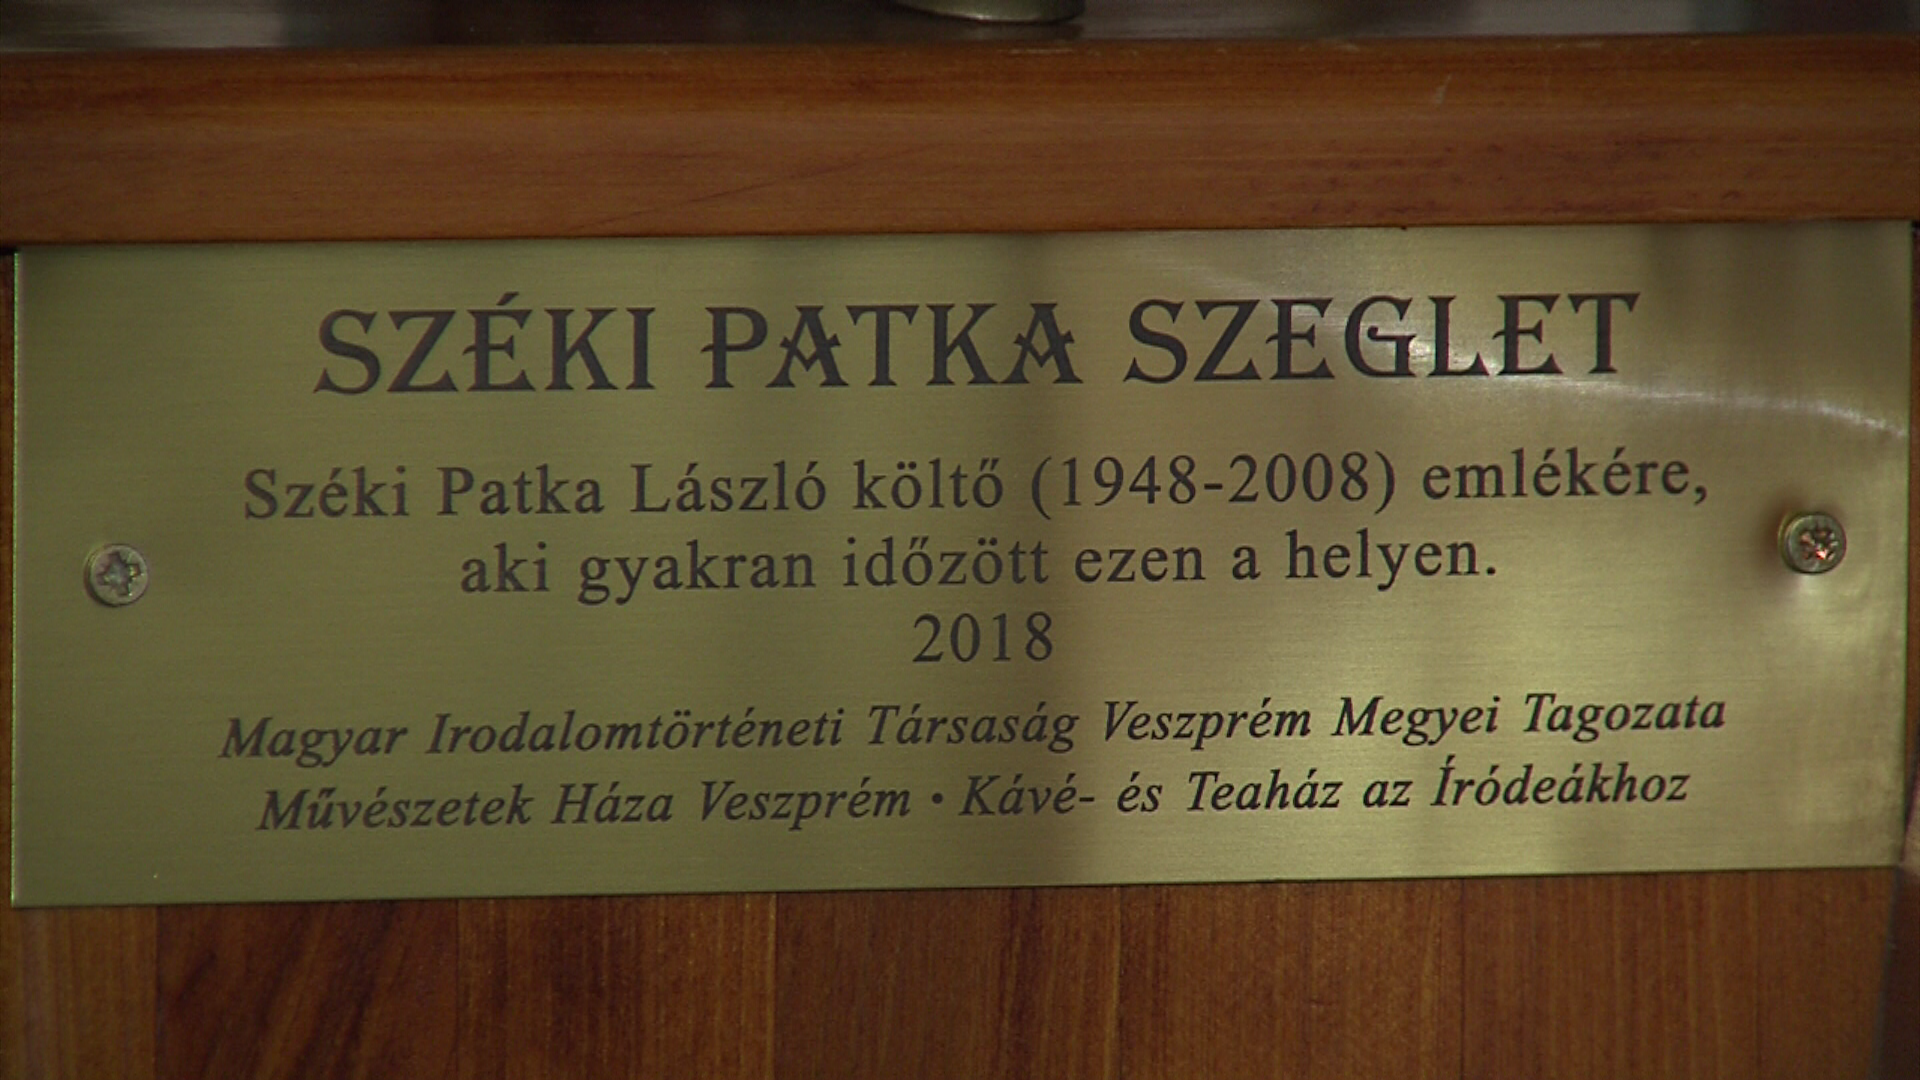 SZÉKI PATKA SZEGLET
Széki Patka László költő (1948-2008) emlékére,
aki gyakran időzött ezen a helyen.
2018
Magyar Irodalomtörténeti Társaság Veszprém Megyei Tagozata
Művészetek Háza Veszprém • Kávé- és Teaház az Íródeákhoz